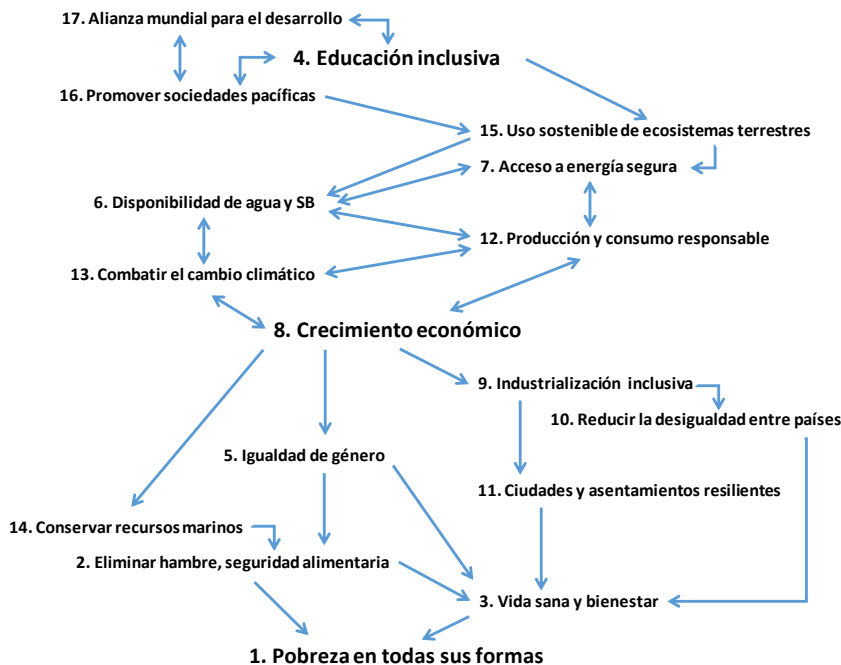 17. Alianza mundial para el desarrollo
4. Educación inclusiva
16. Promover sociedades pacíficas
15. Uso sostenible de ecosistemas terrestres
7. Acceso a energía segura
6. Disponibilidad de agua y SB
12. Producción y consumo responsable
13. Combatir el cambio climático
8. Crecimiento económico
9. Industrialización inclusiva
10. Reducir la desigualdad entre países
5. Igualdad de género
11. Ciudades y asentamientos resilientes
14. Conservar recursos marinos
2. Eliminar hambre, seguridad alimentaria
3. Vida sana y bienestar
1. Pobreza en todas sus formas